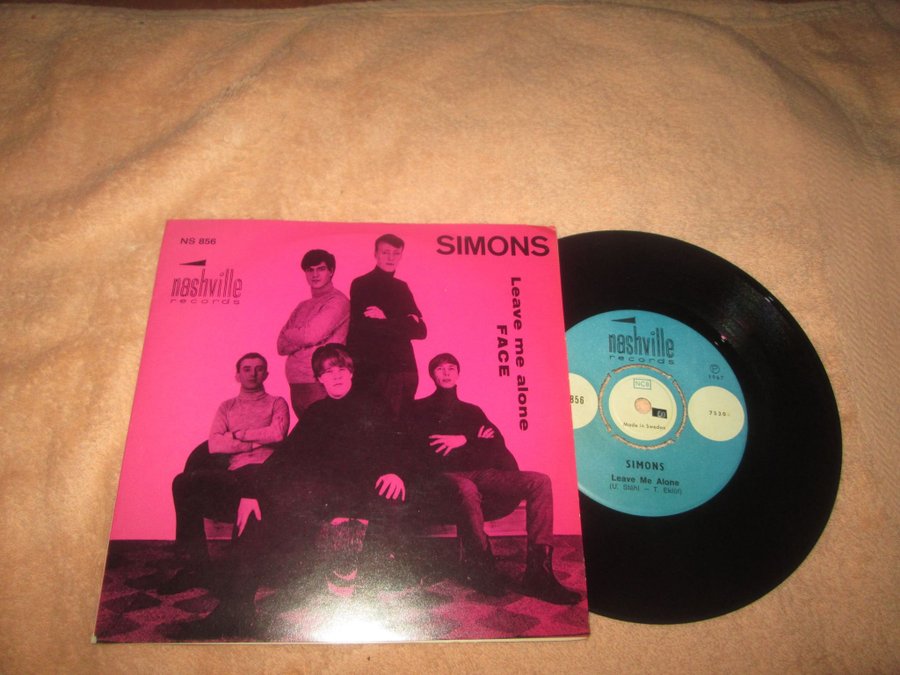 NS 856
SIMONS
nashville
records
Leave me alone
FACE
nashville
records
℗
1967
NCB
856
Made in Sweden
SIMONS
Leave Me Alone
(U. Ståhl – T. Eklöf)